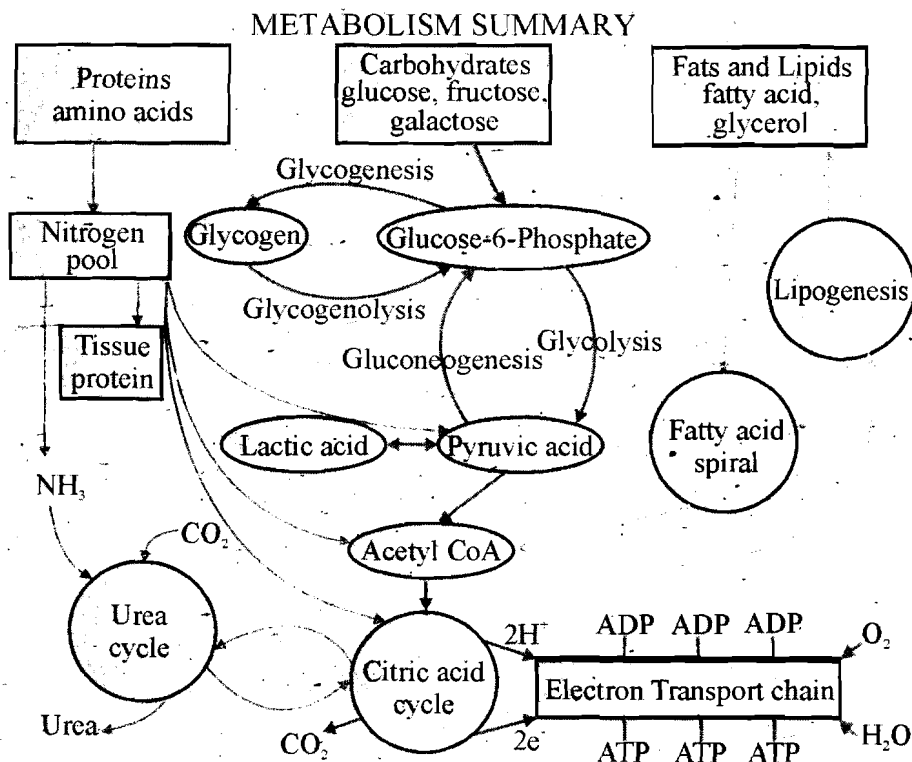 METABOLISM SUMMARY
Proteins
amino acids
Carbohydrates
glucose, fructose,
galactose
Fats and Lipids
fatty acid,
glycerol
Glycogenesis
Nitrogen
pool
Glycogen
Glucose-6-Phosphate
Lipogenesis
Glycogenolysis
Gluconeogenesis
Glycolysis
Tissue
protein
Lactic acid
Pyruvic acid
Fatty acid
spiral
NH₃
CO₂
Acetyl CoA
Urea
cycle
Citric acid
cycle
2H⁺
ADP ADP ADP
O₂
Electron Transport chain
Urea
CO₂
2e⁻
ATP ATP ATP
H₂O